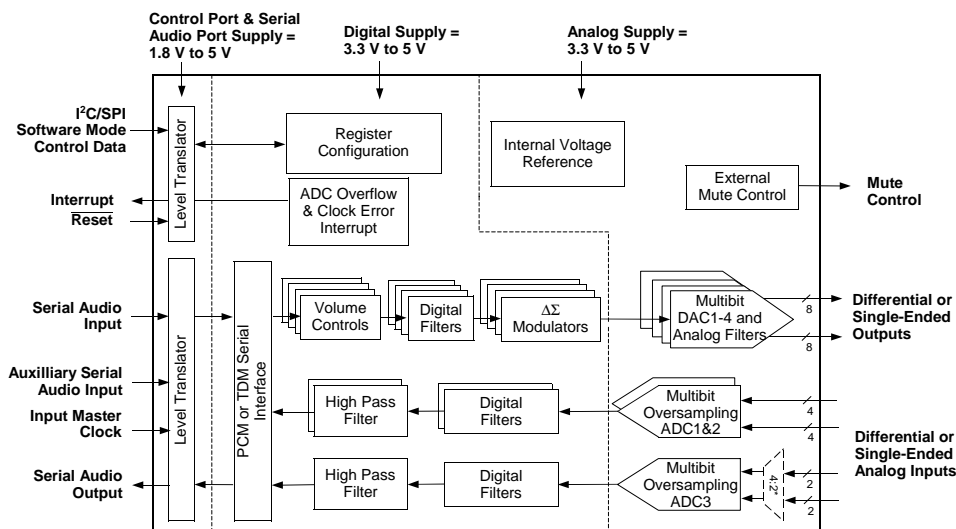 Control Port & Serial
Audio Port Supply =
1.8 V to 5 V
Digital Supply =
3.3 V to 5 V
Analog Supply =
3.3 V to 5 V
I²C/SPI
Software Mode
Control Data
Interrupt
Reset
Level Translator
Register
Configuration
ADC Overflow
& Clock Error
Interrupt
Internal Voltage
Reference
External
Mute Control
Mute
Control
Serial Audio
Input
Auxilliary Serial
Audio Input
Input Master
Clock
Serial Audio
Output
Level Translator
PCM or TDM Serial
Interface
Volume
Controls
Digital
Filters
ΔΣ
Modulators
Multibit
DAC1-4 and
Analog Filters
8
8
Differential or
Single-Ended
Outputs
High Pass
Filter
Digital
Filters
Multibit
Oversampling
ADC1&2
4
4
High Pass
Filter
Digital
Filters
Multibit
Oversampling
ADC3
4:2*
2
2
Differential or
Single-Ended
Analog Inputs